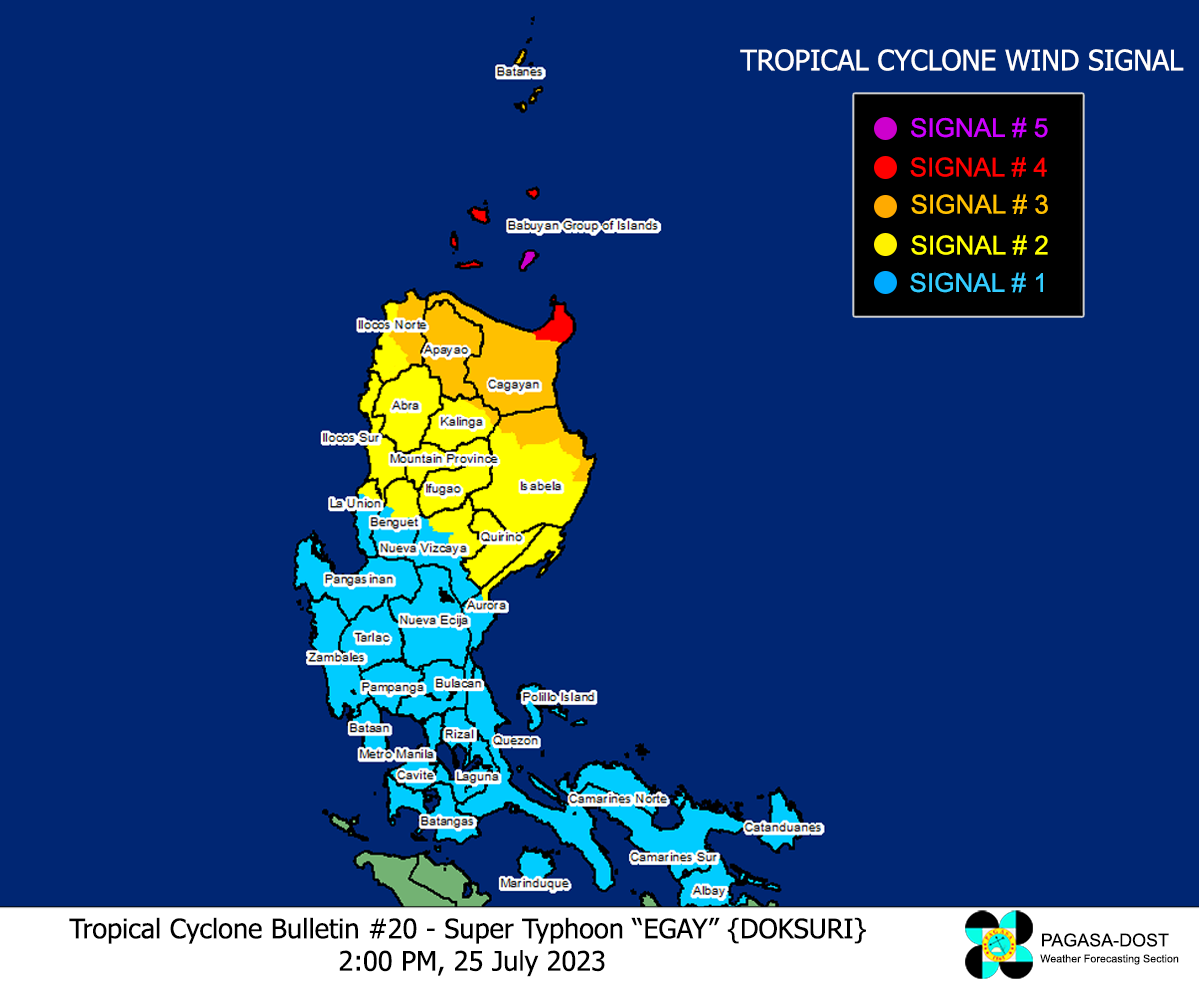 TROPICAL CYCLONE WIND SIGNAL
SIGNAL # 5
SIGNAL # 4
SIGNAL # 3
SIGNAL # 2
SIGNAL # 1
Batanes
Babuyan Group of Islands
Ilocos Norte
Apayao
Cagayan
Abra
Kalinga
Ilocos Sur
Mountain Province
Ifugao
Isabela
La Union
Benguet
Quirino
Nueva Vizcaya
Pangasinan
Aurora
Nueva Ecija
Tarlac
Zambales
Pampanga
Bulacan
Polillo Island
Bataan
Rizal
Quezon
Metro Manila
Cavite
Laguna
Camarines Norte
Batangas
Catanduanes
Camarines Sur
Marinduque
Albay
Tropical Cyclone Bulletin #20 - Super Typhoon “EGAY” {DOKSURI}
2:00 PM, 25 July 2023
PAGASA-DOST
Weather Forecasting Section